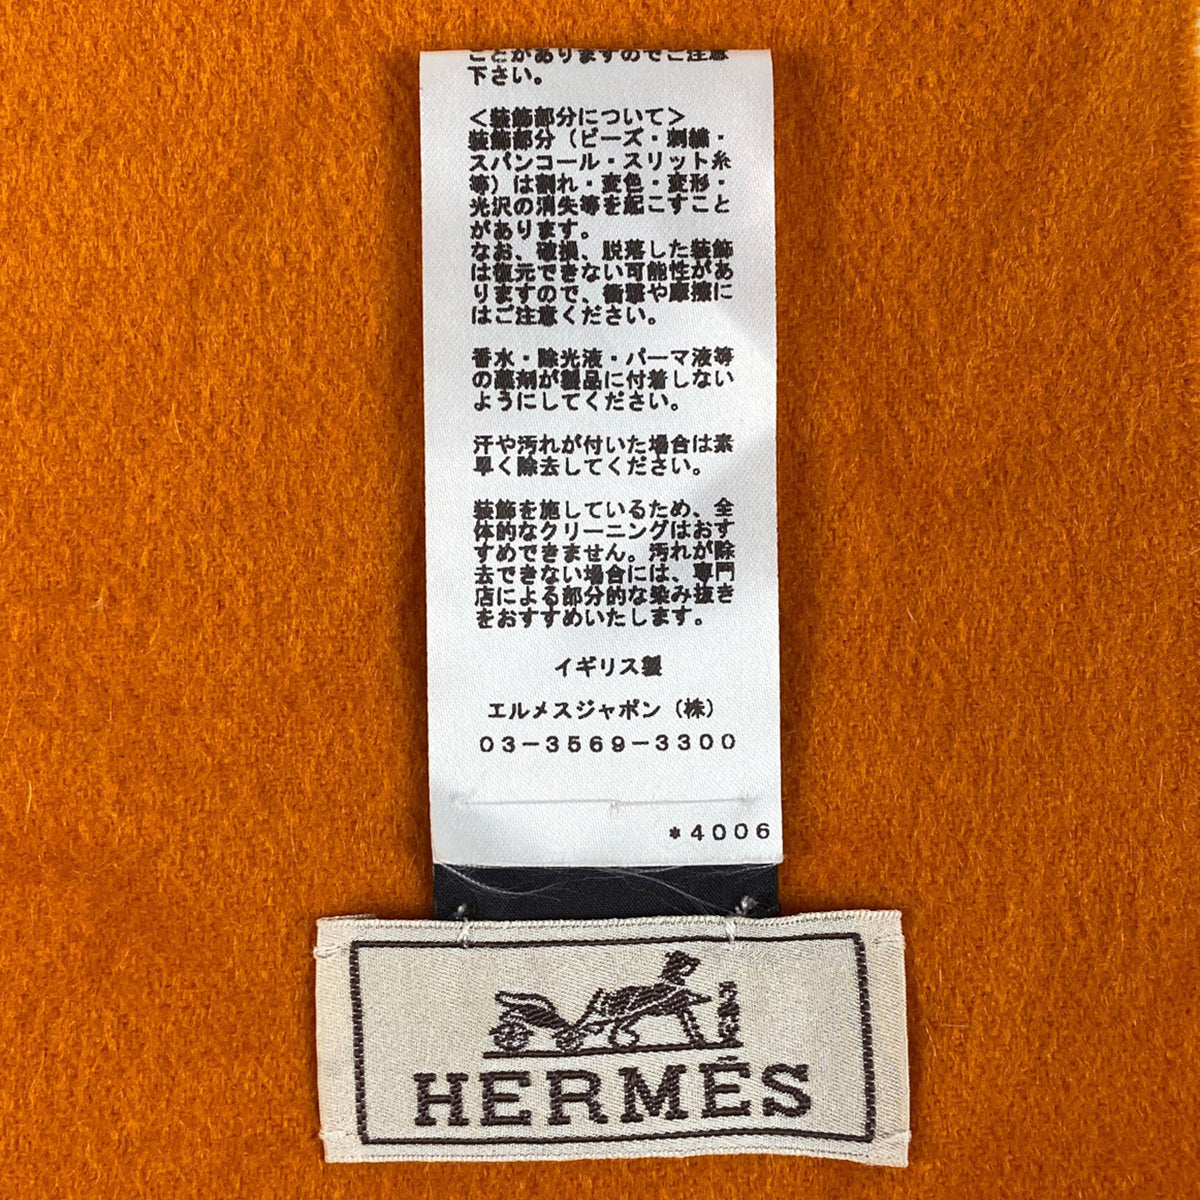 ことがありますのでご注意
下さい。
<装飾部分について>
装飾部分（ビーズ・刺繍・
スパンコール・スリット糸
等）は割れ・変色・変形・
光沢の消失等を起こすこと
があります。
なお、破損、脱落した装飾
は復元できない可能性があ
りますので、衝撃や摩擦に
はご注意ください。
香水・除光液・パーマ液等
の薬剤が製品に付着しない
ようにしてください。
汗や汚れが付いた場合は素
早く除去してください。
装飾を施しているため、全
体的なクリーニングはおす
すめできません。汚れが除
去できない場合には、専門
店による部分的な染み抜き
をおすすめいたします。
イギリス製
エルメスジャポン（株）
03-3569-3300
*4006
HERMÈS